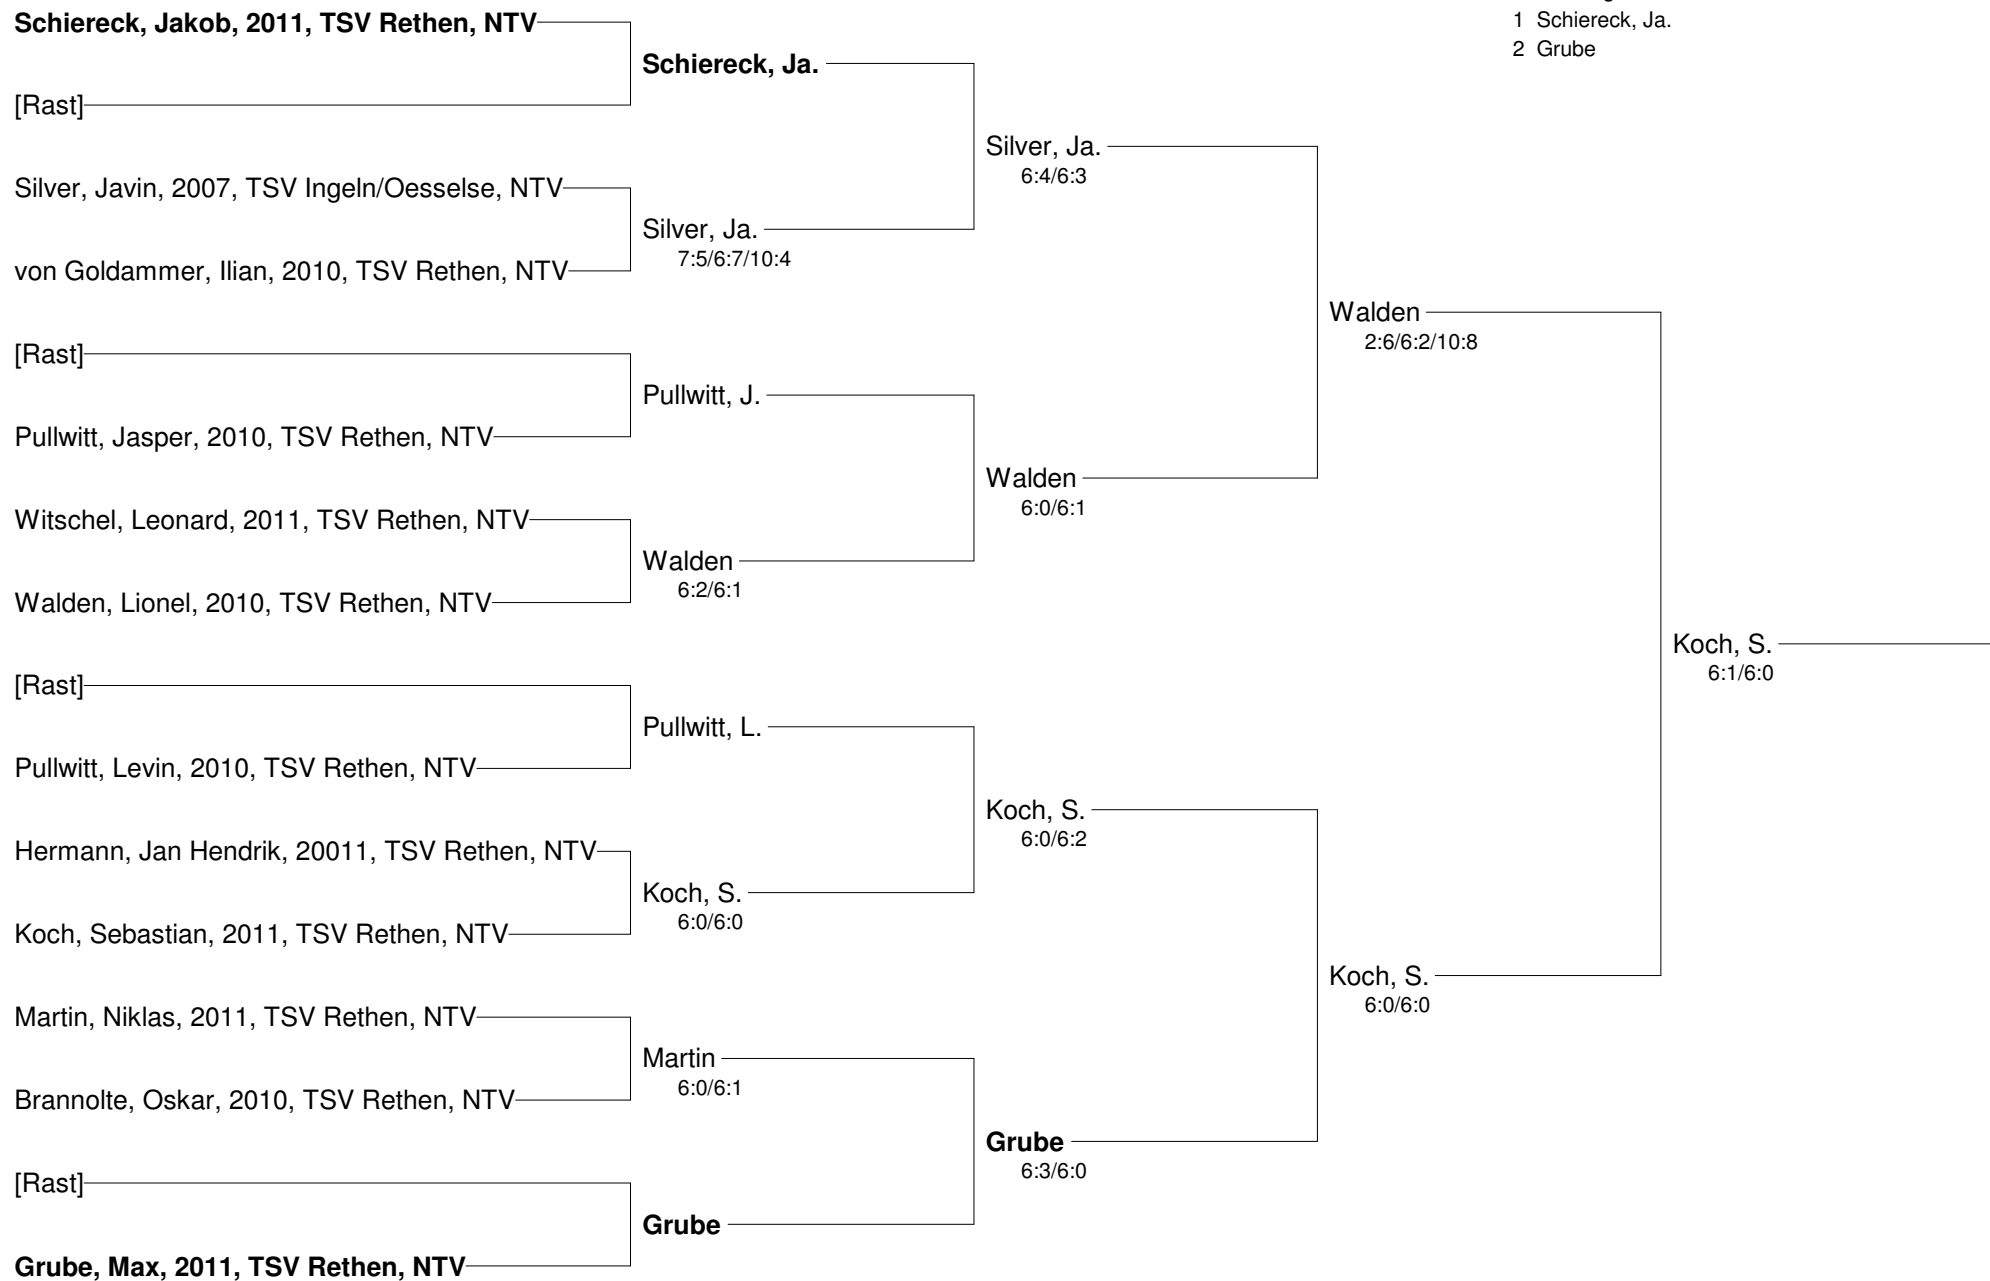 Schiereck, Jakob, 2011, TSV Rethen, NTV
[Rast]
Silver, Javin, 2007, TSV Ingeln/Oesselse, NTV
von Goldammer, Ilian, 2010, TSV Rethen, NTV
[Rast]
Pullwitt, Jasper, 2010, TSV Rethen, NTV
Witschel, Leonard, 2011, TSV Rethen, NTV
Walden, Lionel, 2010, TSV Rethen, NTV
[Rast]
Pullwitt, Levin, 2010, TSV Rethen, NTV
Hermann, Jan Hendrik, 20011, TSV Rethen, NTV
Koch, Sebastian, 2011, TSV Rethen, NTV
Martin, Niklas, 2011, TSV Rethen, NTV
Brannolte, Oskar, 2010, TSV Rethen, NTV
[Rast]
Grube, Max, 2011, TSV Rethen, NTV
Schiereck, Ja.
Silver, Ja.
7:5/6:7/10:4
Pullwitt, J.
Walden
6:2/6:1
Pullwitt, L.
Koch, S.
6:0/6:0
Martin
6:0/6:1
Grube
Silver, Ja.
6:4/6:3
Walden
6:0/6:1
Koch, S.
6:0/6:2
Grube
6:3/6:0
Walden
2:6/6:2/10:8
Koch, S.
6:0/6:0
Koch, S.
6:1/6:0
1 Schiereck, Ja.
2 Grube